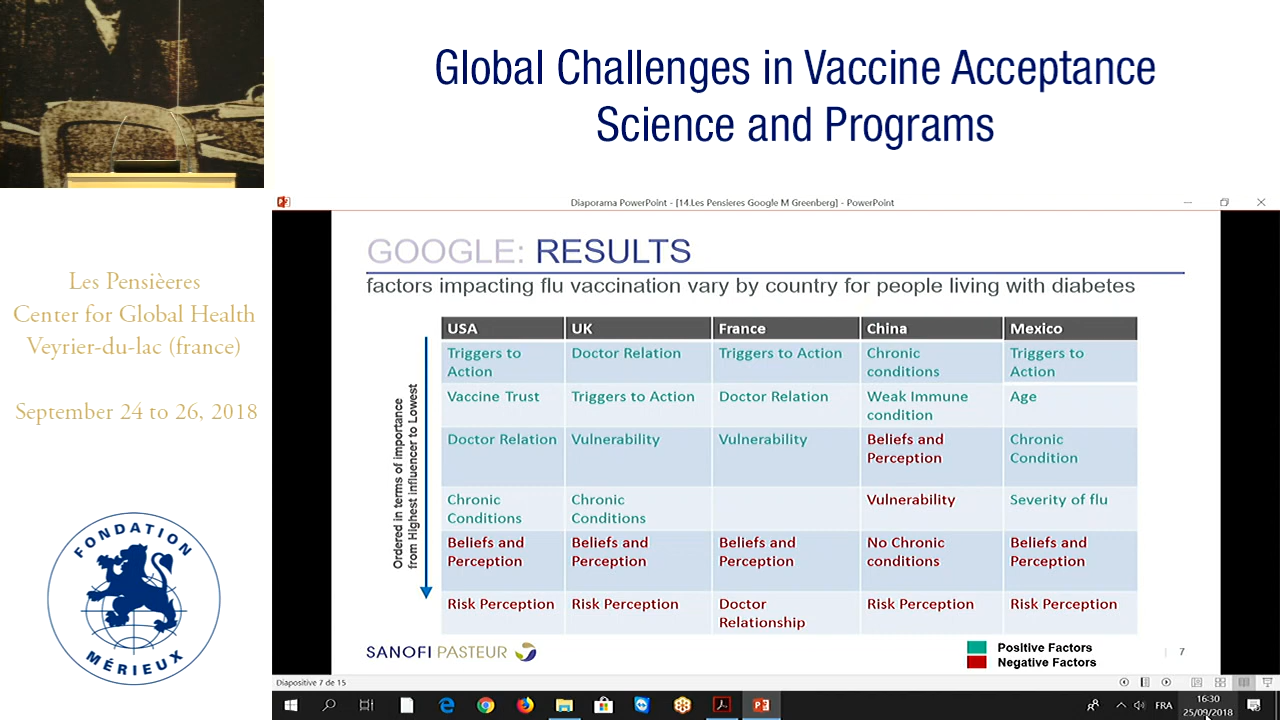 Global Challenges in Vaccine Acceptance
Science and Programs
Les Pensièeres
Center for Global Health
Veyrier-du-lac (france)
September 24 to 26, 2018
FONDATION
MÉRIEUX
Diaporama PowerPoint - [14.Les Pensieres Google M Greenberg] - PowerPoint
GOOGLE: RESULTS
factors impacting flu vaccination vary by country for people living with diabetes
Ordered in terms of importance
from Highest influencer to Lowest
USA UK France China Mexico
Triggers to
Action
Doctor Relation
Triggers to Action
Chronic
conditions
Triggers to
Action
Vaccine Trust
Triggers to Action
Doctor Relation
Weak Immune
condition
Age
Doctor Relation
Vulnerability
Vulnerability
Beliefs and
Perception
Chronic
Condition
Chronic
Conditions
Chronic
Conditions
Vulnerability
Severity of flu
Beliefs and
Perception
Beliefs and
Perception
Beliefs and
Perception
No Chronic
conditions
Beliefs and
Perception
Risk Perception
Risk Perception
Doctor
Relationship
Risk Perception
Risk Perception
SANOFI PASTEUR
Positive Factors
Negative Factors
7
Diapositive 7 de 15
FRA
16:30
25/09/2018